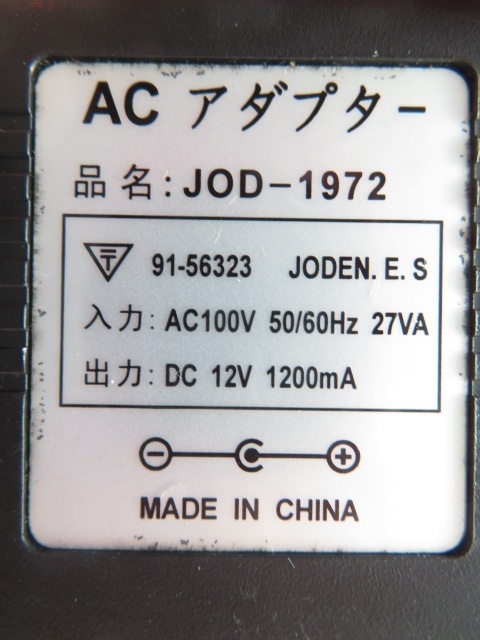 AC アダプター
品名：JOD-1972
〒 91-56323 JODEN. E. S
入力：AC100V 50/60Hz 27VA
出力：DC 12V 1200mA
MADE IN CHINA